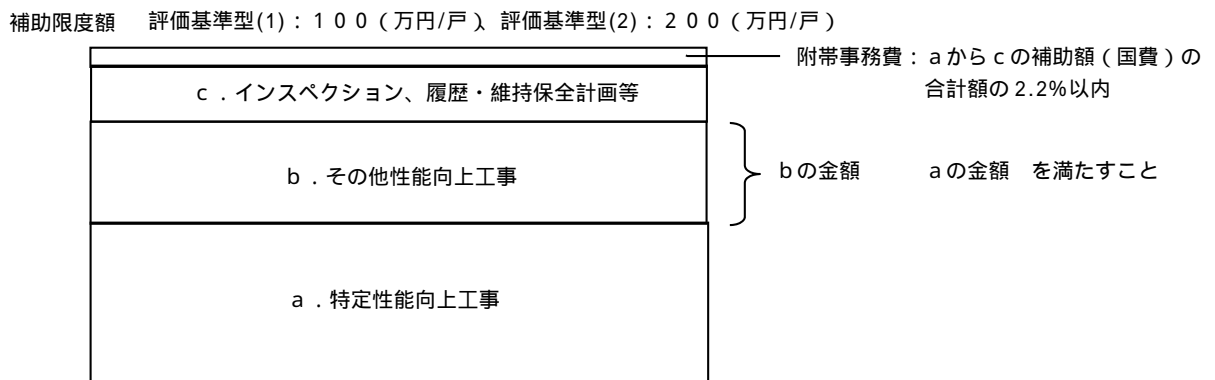 補助限度額　評価基準型(1)：１００（万円/戸）、評価基準型(2)：２００（万円/戸）
附帯事務費：ａからｃの補助額（国費）の
合計額の2.2%以内
ｃ．インスペクション、履歴・維持保全計画等
ｂ．その他性能向上工事
ｂの金額　　　ａの金額　を満たすこと
ａ．特定性能向上工事